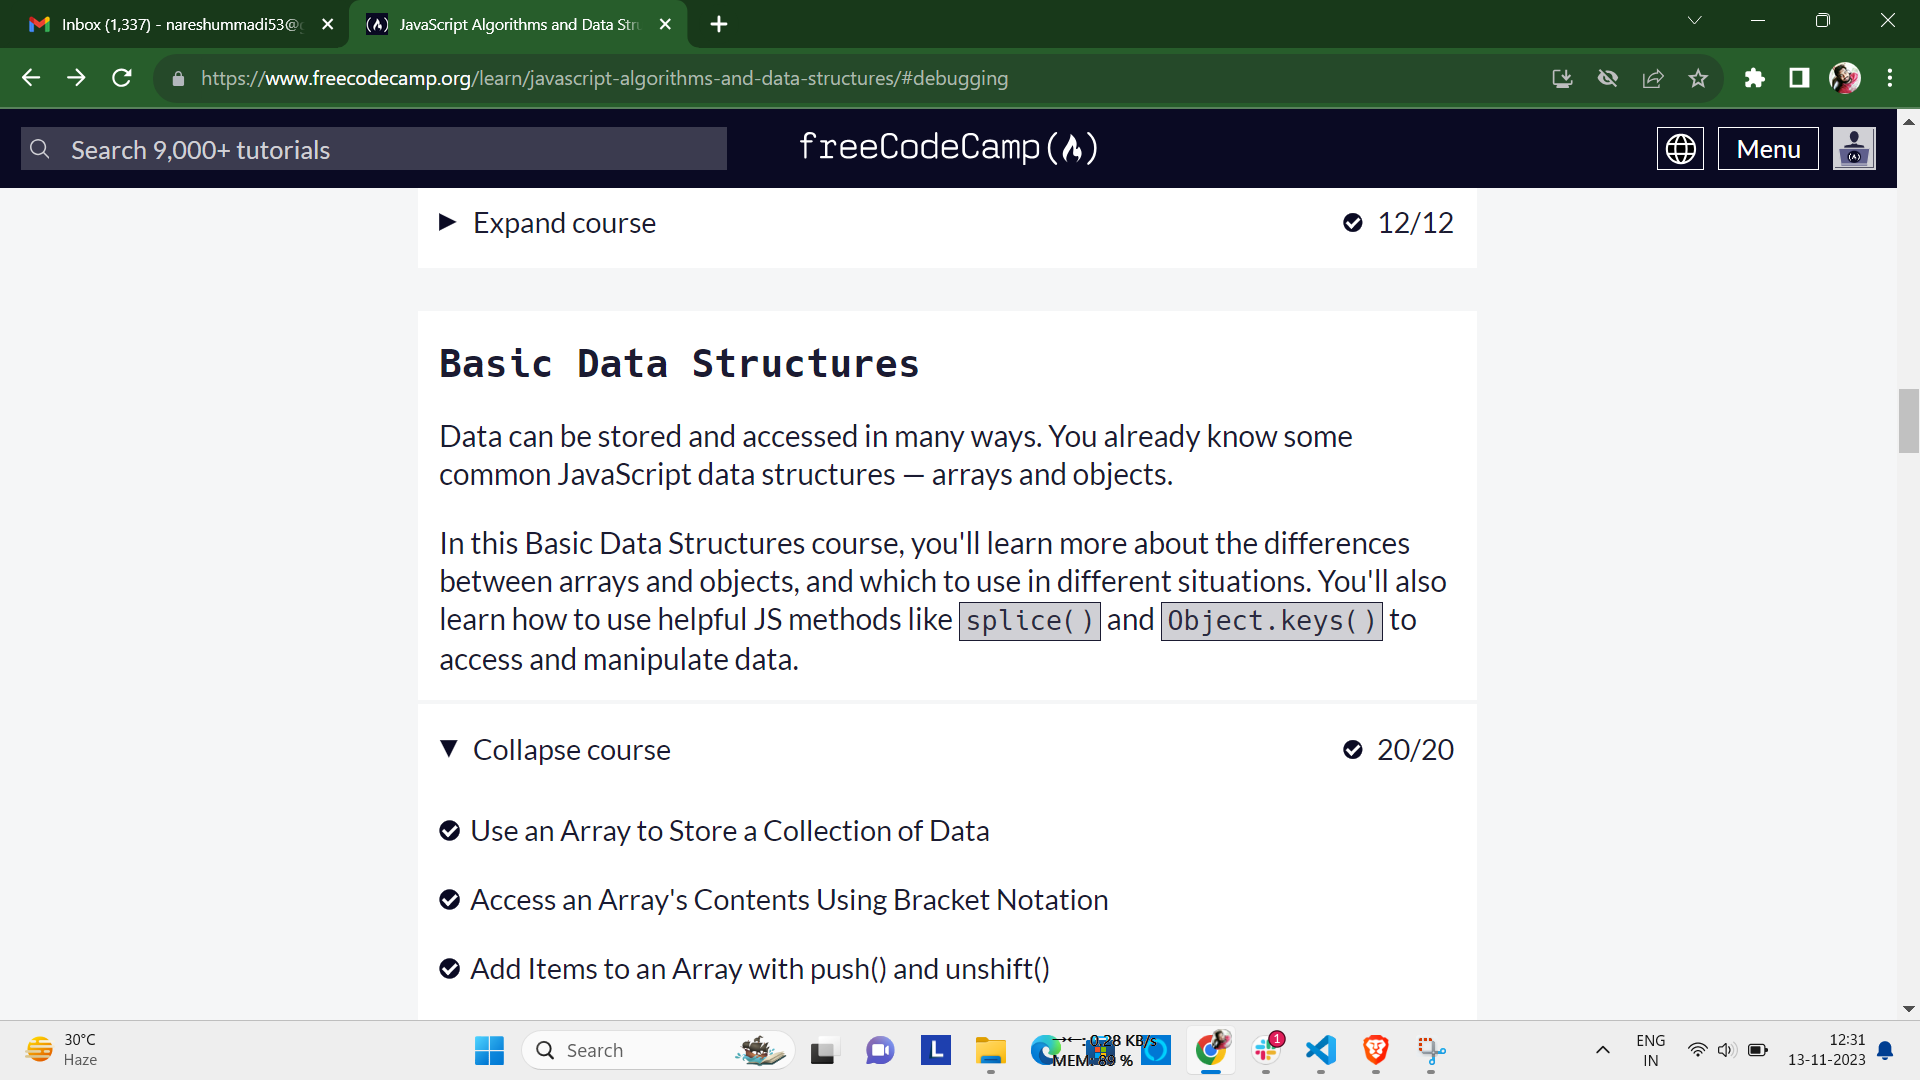 Inbox (1,337) - nareshummadi53@g
JavaScript Algorithms and Data Stru
https://www.freecodecamp.org/learn/javascript-algorithms-and-data-structures/#debugging
Search 9,000+ tutorials
freeCodeCamp(
)
Menu
Expand course
12/12
Basic Data Structures
Data can be stored and accessed in many ways. You already know some
common JavaScript data structures — arrays and objects.
In this Basic Data Structures course, you'll learn more about the differences
between arrays and objects, and which to use in different situations. You'll also
learn how to use helpful JS methods like splice() and Object.keys() to
access and manipulate data.
Collapse course
20/20
Use an Array to Store a Collection of Data
Access an Array's Contents Using Bracket Notation
Add Items to an Array with push() and unshift()
30°C
Haze
Search
L
: 0.28 KB/s
MEM: 89 %
1
ENG
IN
12:31
13-11-2023